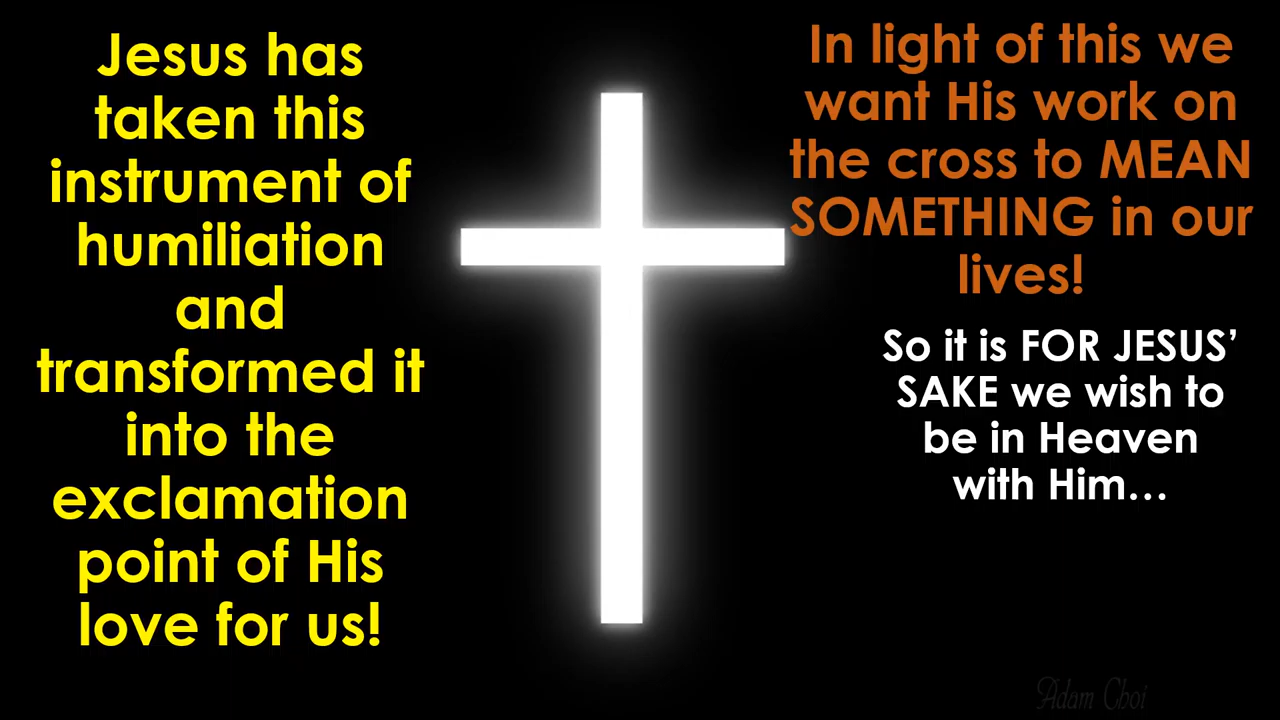 Jesus has
taken this
instrument of
humiliation
and
transformed it
into the
exclamation
point of His
love for us!
In light of this we
want His work on
the cross to MEAN
SOMETHING in our
lives!
So it is FOR JESUS’
SAKE we wish to
be in Heaven
with Him…
Adam Choi